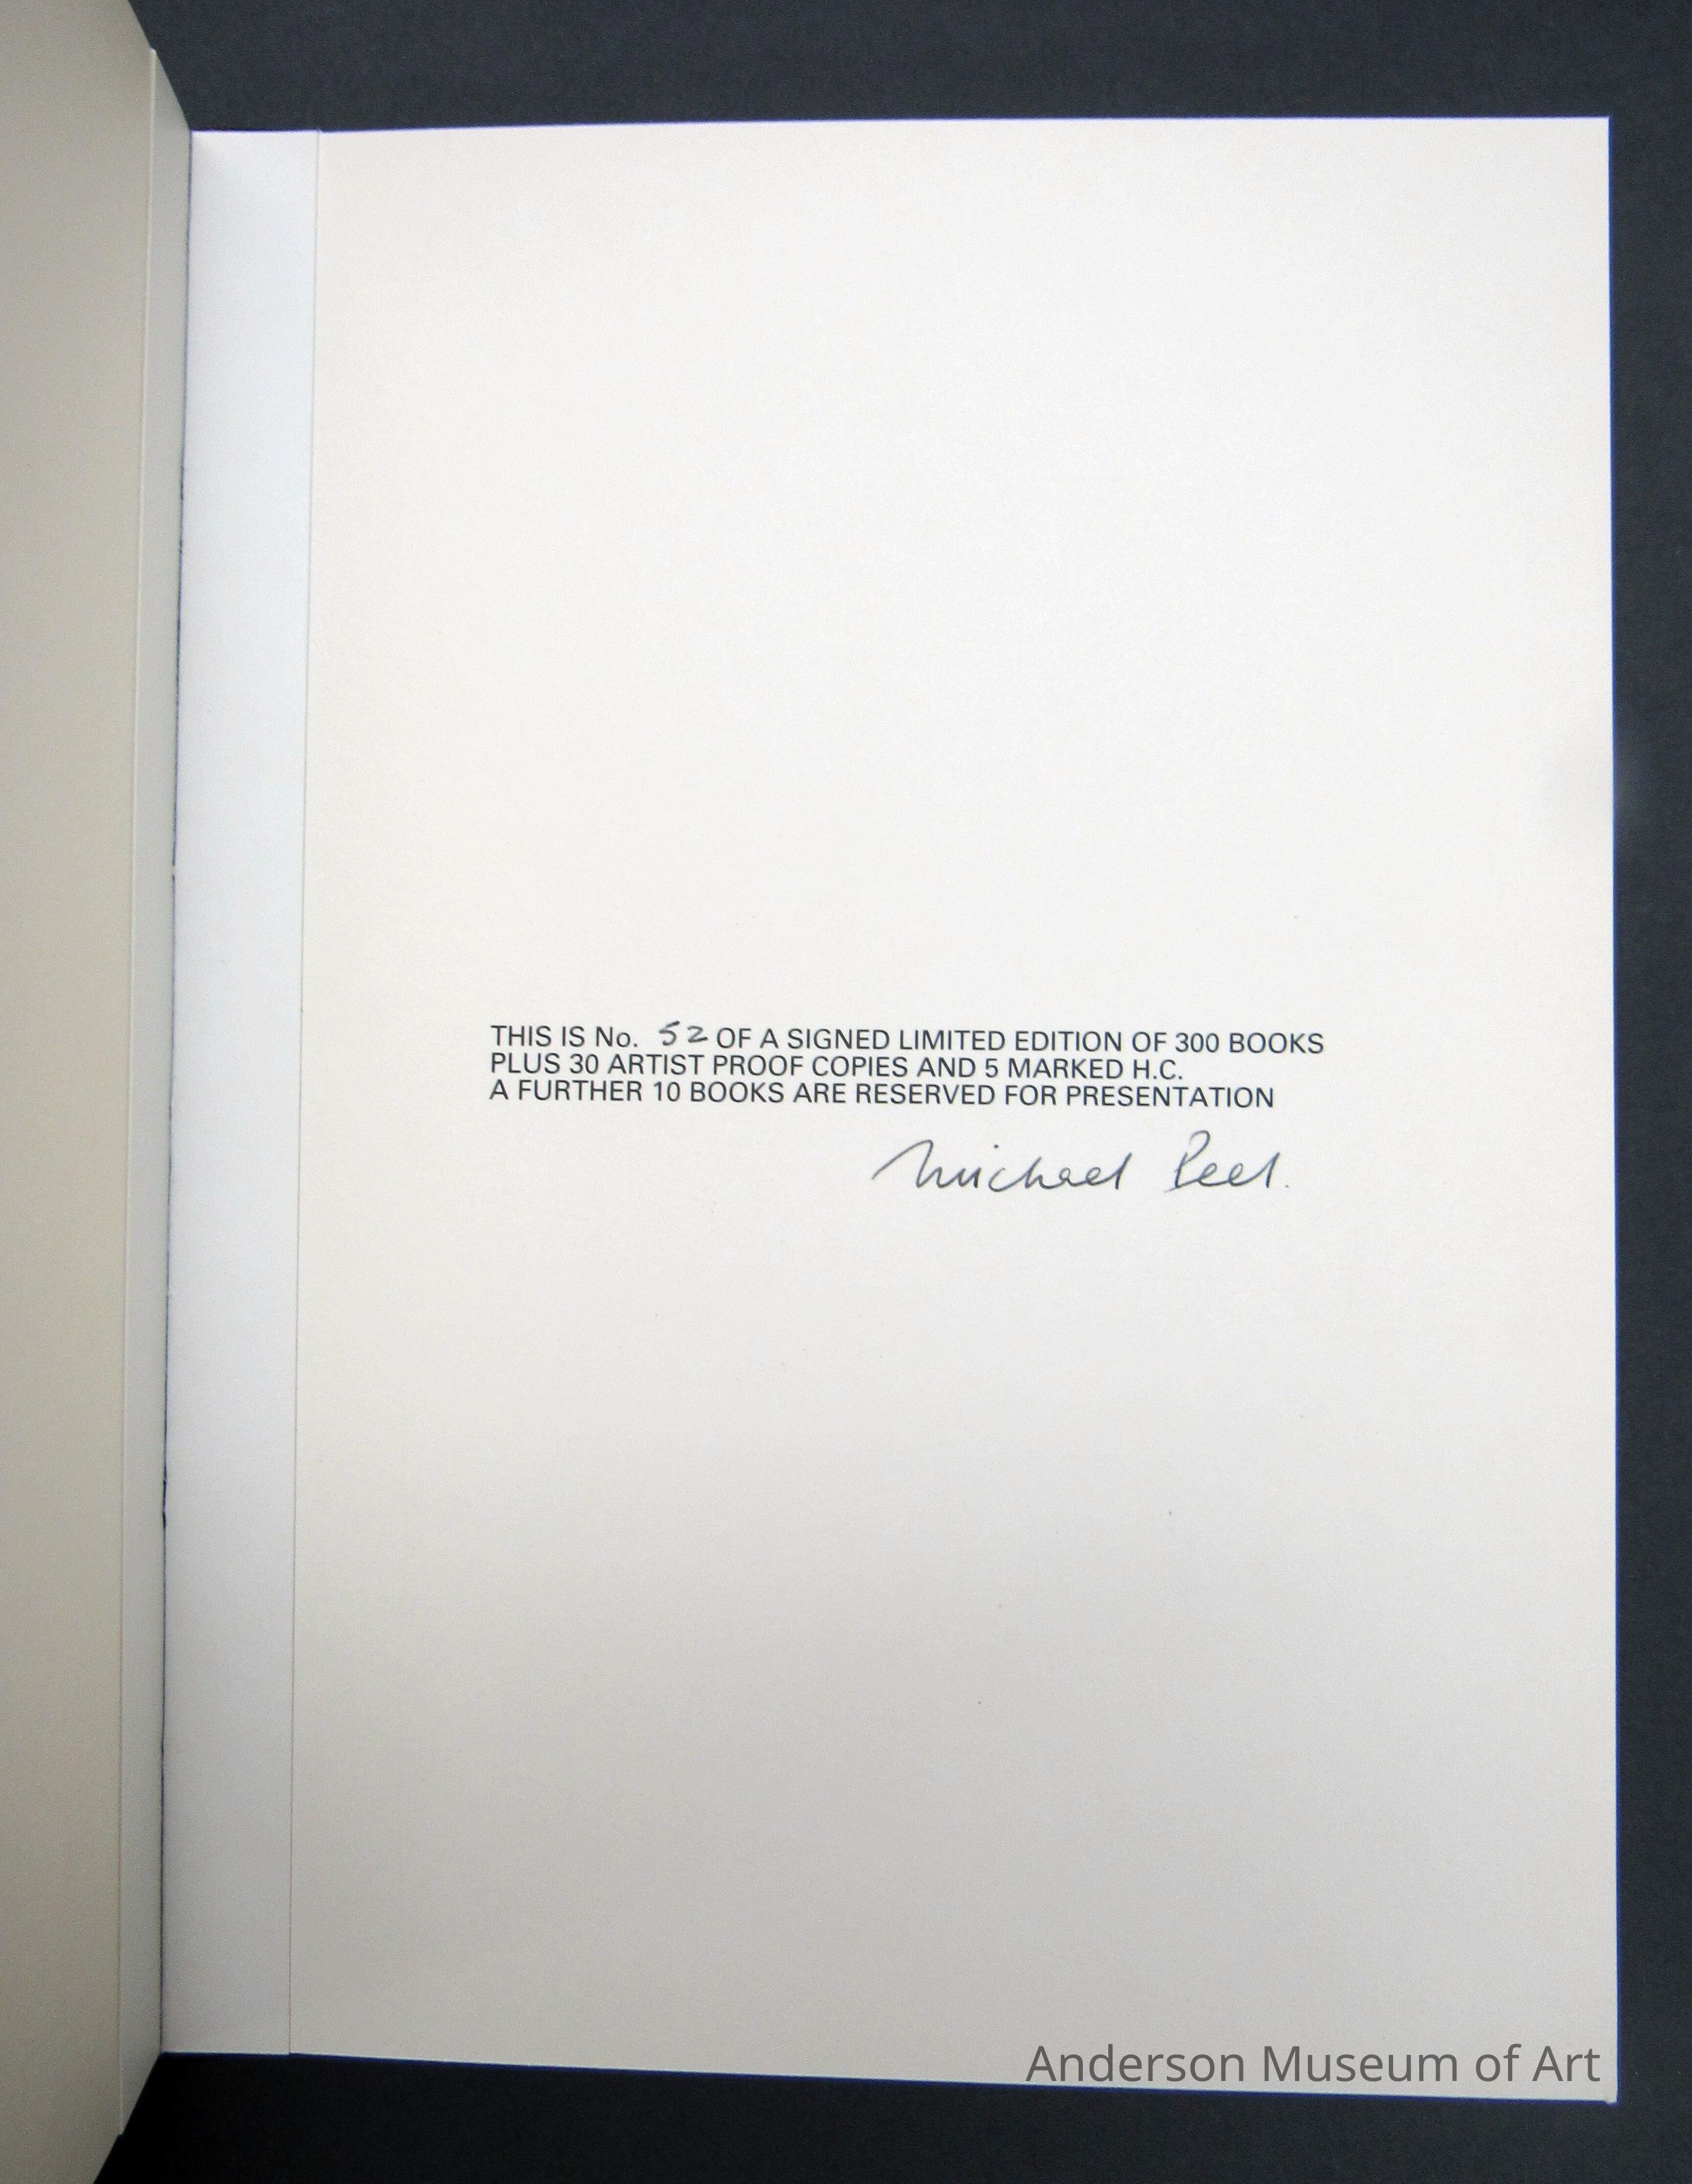 THIS IS No. 52 OF A SIGNED LIMITED EDITION OF 300 BOOKS
PLUS 30 ARTIST PROOF COPIES AND 5 MARKED H.C.
A FURTHER 10 BOOKS ARE RESERVED FOR PRESENTATION
Michael Peel.
Anderson Museum of Art